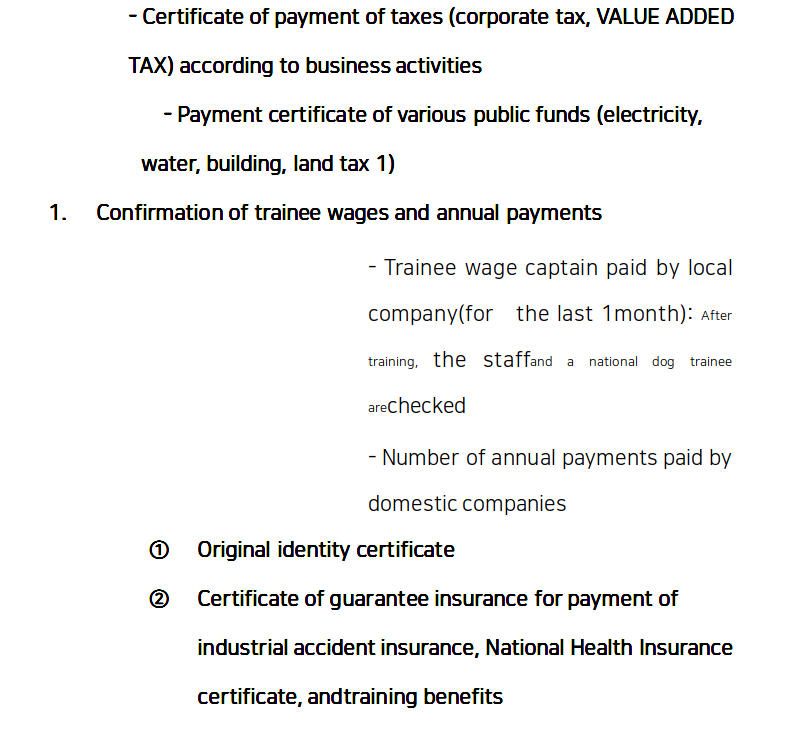 - Certificate of payment of taxes (corporate tax, VALUE ADDED
TAX) according to business activities
- Payment certificate of various public funds (electricity,
water, building, land tax 1)
1. Confirmation of trainee wages and annual payments
- Trainee wage captain paid by local
company(for the last 1month): After
training, the staffand a national dog trainee
arechecked
- Number of annual payments paid by
domestic companies
① Original identity certificate
② Certificate of guarantee insurance for payment of
industrial accident insurance, National Health Insurance
certificate, andtraining benefits